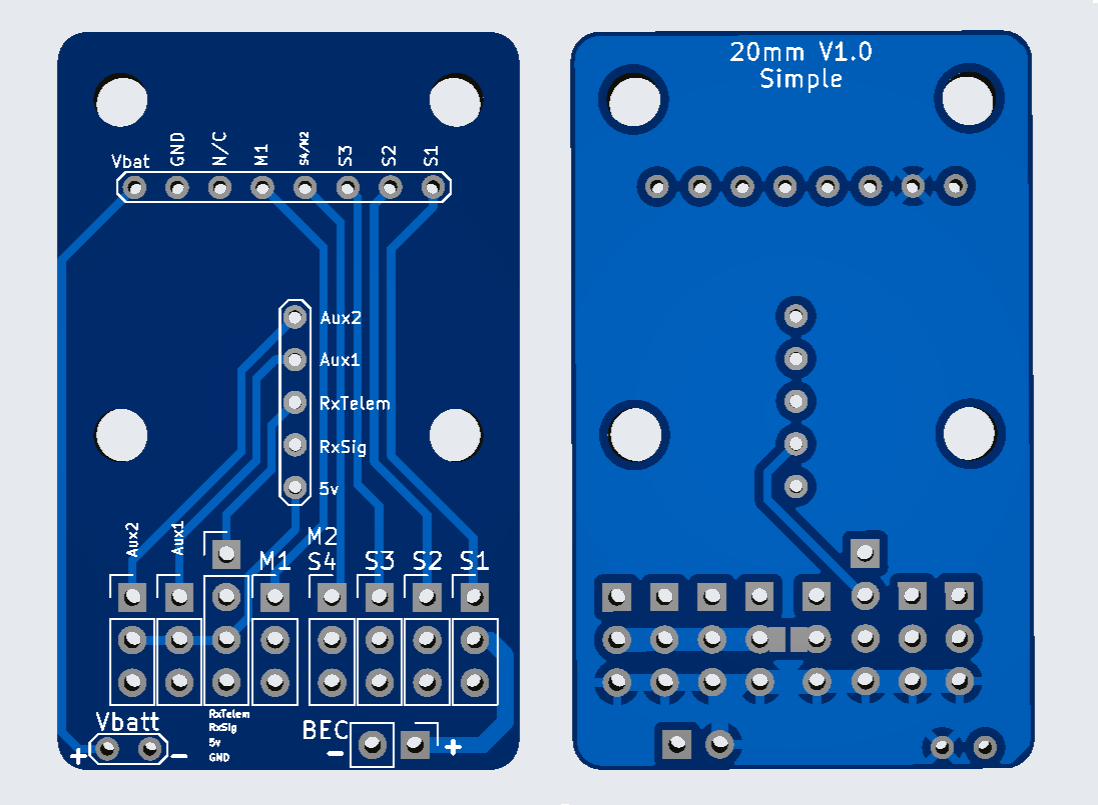 20mm V1.0
Simple
Vbat
GND
N/C
M1
S4/M2
S3
S2
S1
Aux2
Aux1
RxTelem
RxSig
5v
Aux2
Aux1
M1
M2
S4
S3
S2
S1
Vbatt
+
-
RxTelem
RxSig
5v
GND
BEC
-
+